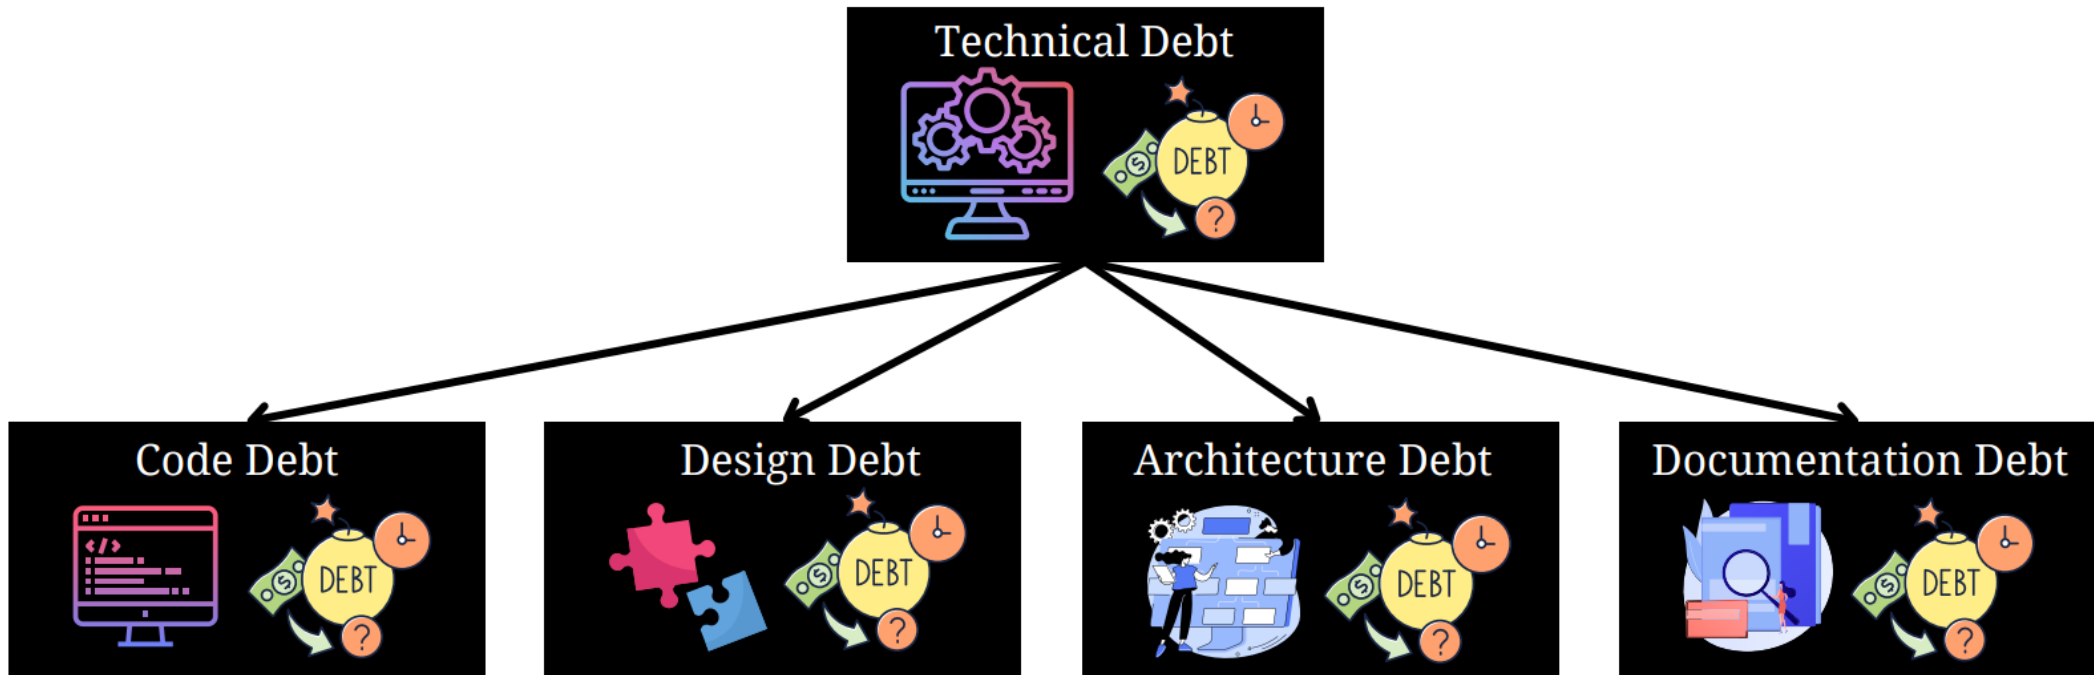 Technical Debt
DEBT
?
Code Debt
Design Debt
Architecture Debt
Documentation Debt
</>
DEBT
?
DEBT
?
DEBT
?
DEBT
?